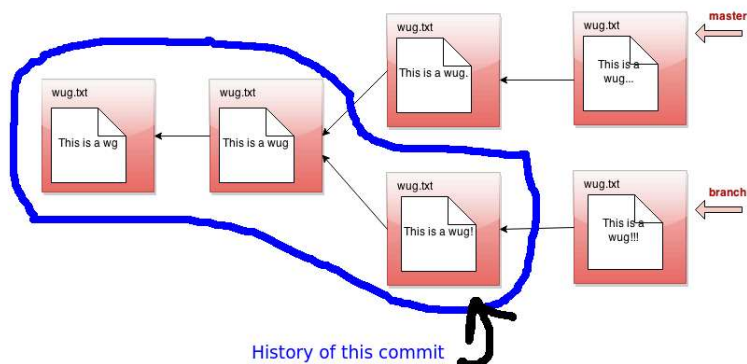 master
wug.txt
This is a wug.
wug.txt
This is a
wug...
wug.txt
This is a wg
wug.txt
This is a wug
wug.txt
This is a wug!
wug.txt
This is a
wug!!!
branch
History of this commit